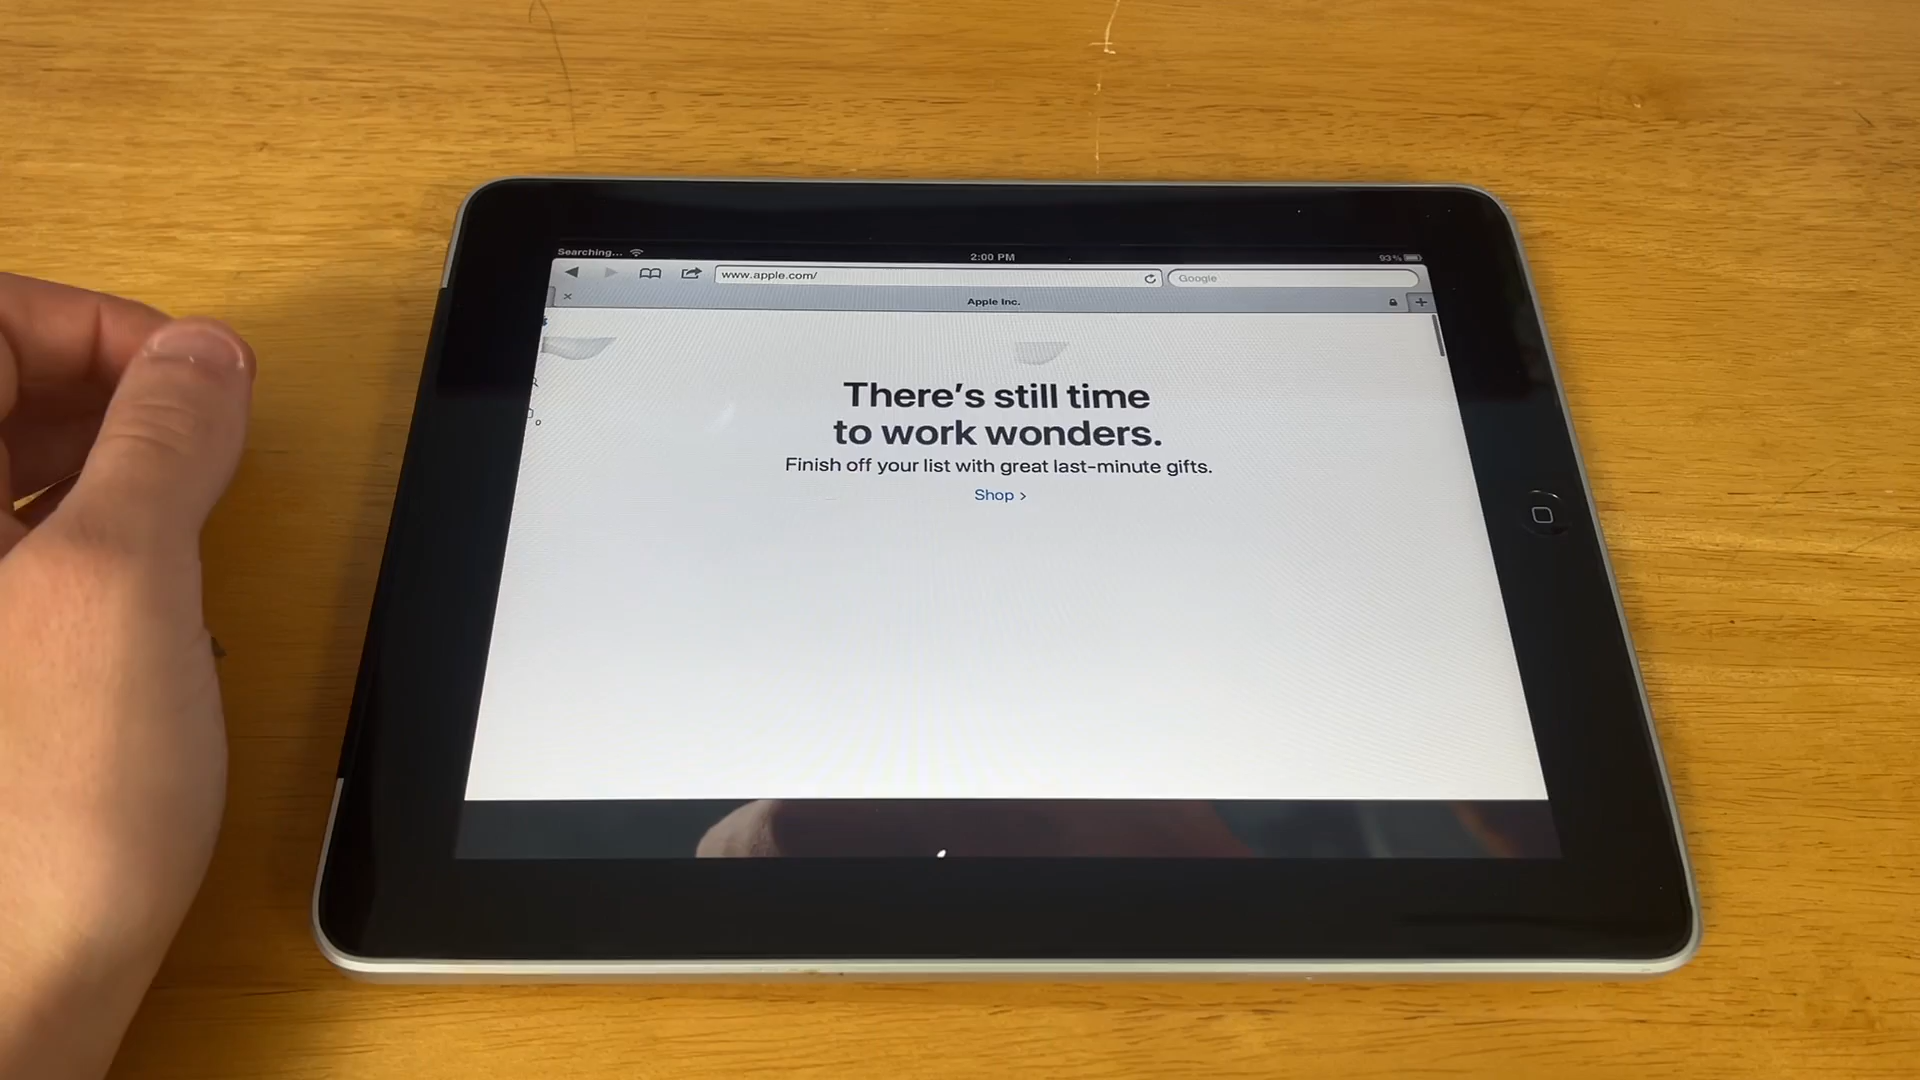 Searching...
2:00 PM
93%
www.apple.com/
Google
Apple Inc.
0
There's still time
to work wonders.
Finish off your list with great last-minute gifts.
Shop >